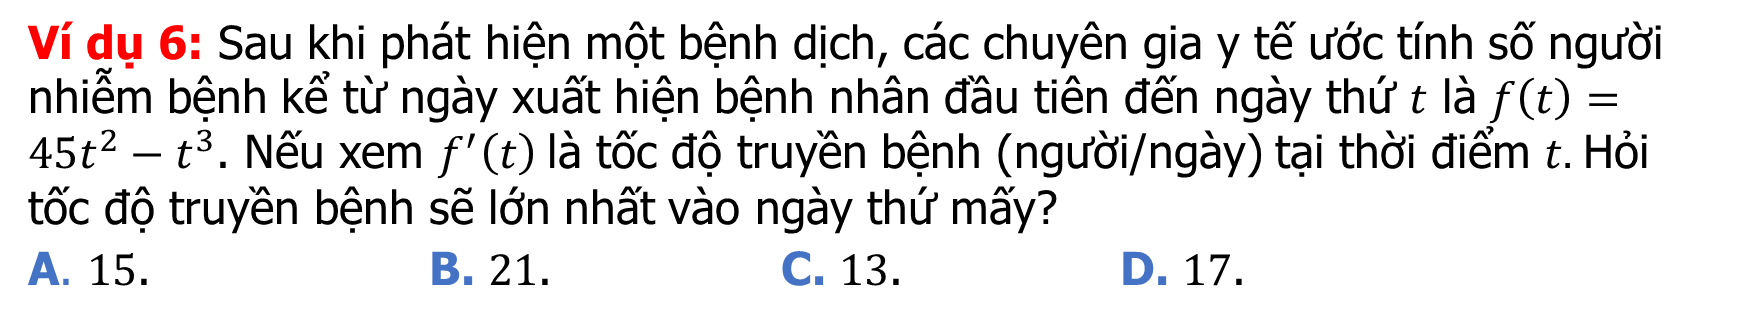 Ví dụ 6: Sau khi phát hiện một bệnh dịch, các chuyên gia y tế ước tính số người
nhiễm bệnh kể từ ngày xuất hiện bệnh nhân đầu tiên đến ngày thứ t là f(t) =
45t² − t³. Nếu xem f′(t) là tốc độ truyền bệnh (người/ngày) tại thời điểm t. Hỏi
tốc độ truyền bệnh sẽ lớn nhất vào ngày thứ mấy?
A. 15. B. 21. C. 13. D. 17.